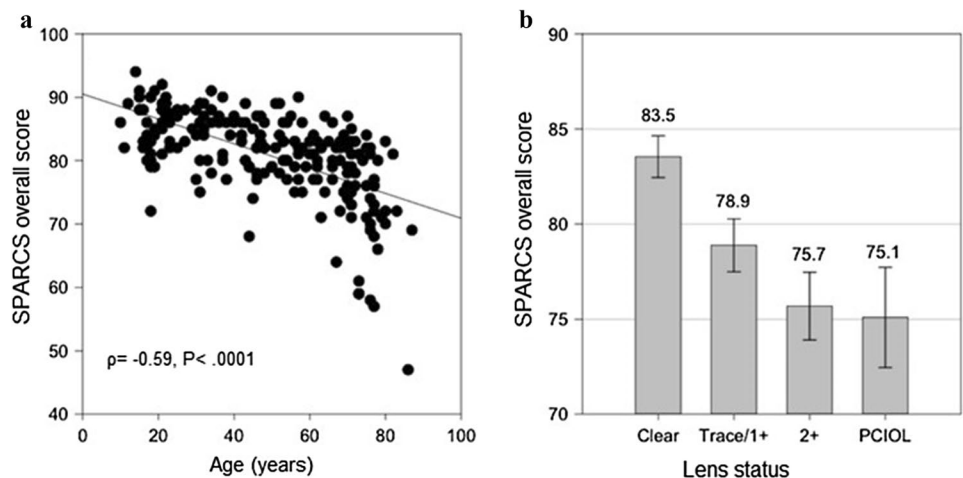 a
SPARCS overall score
100
90
80
70
60
50
40
ρ= -0.59, P< .0001
0
20
40
60
80
100
Age (years)
b
SPARCS overall score
90
85
80
75
70
83.5
78.9
75.7
75.1
Clear
Trace/1+
2+
PCIOL
Lens status